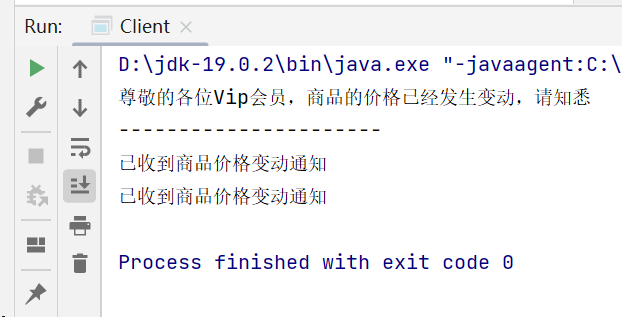 Run: Client
D:\jdk-19.0.2\bin\java.exe "-javaagent:C:\
尊敬的各位Vip会员，商品的价格已经发生变动，请知悉
----------------------
已收到商品价格变动通知
已收到商品价格变动通知
Process finished with exit code 0